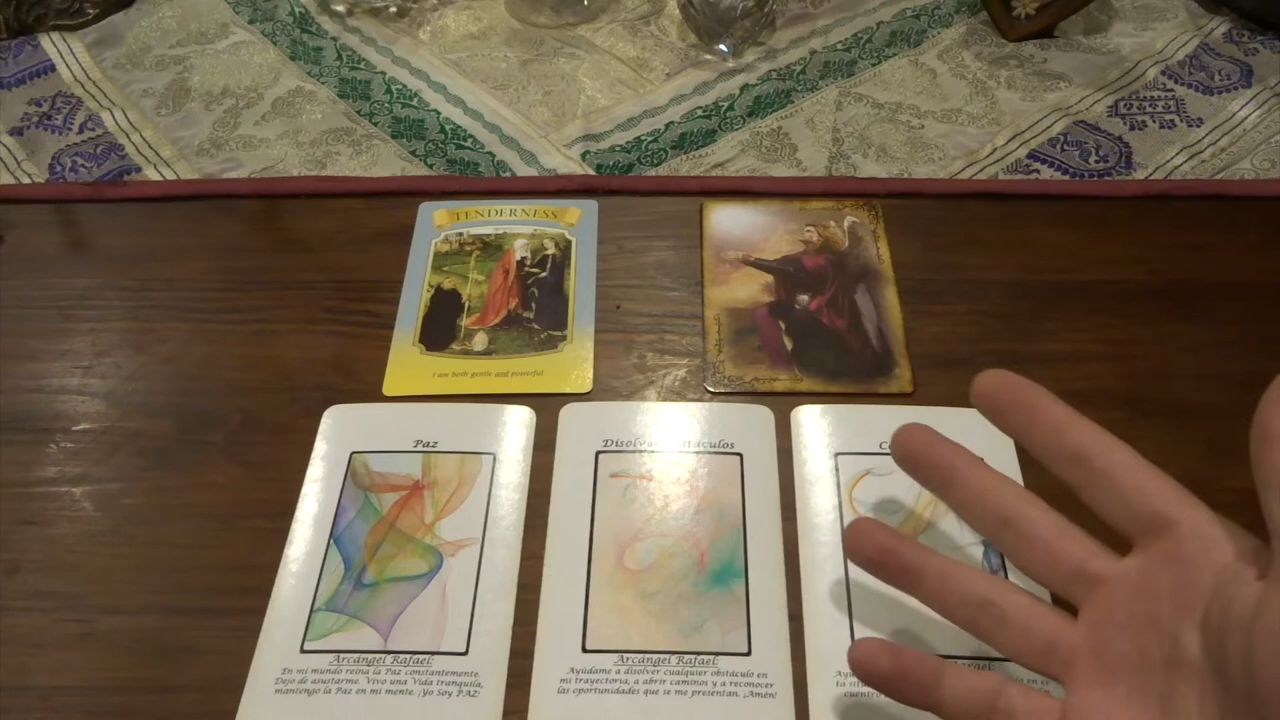 TENDERNESS
I am both gentle and powerful
Paz
Arcángel Rafael:
En mi mundo reina la Paz constantemente.
Dejo de asustarme. Vivo una Vida tranquila,
mantengo la Paz en mi mente. ¡Yo Soy PAZ!
Arcángel Rafael:
Ayúdame a disolver cualquier obstáculo en
mi trayectoria, a abrir caminos y a reconocer
las oportunidades que se me presentan. ¡Amén!